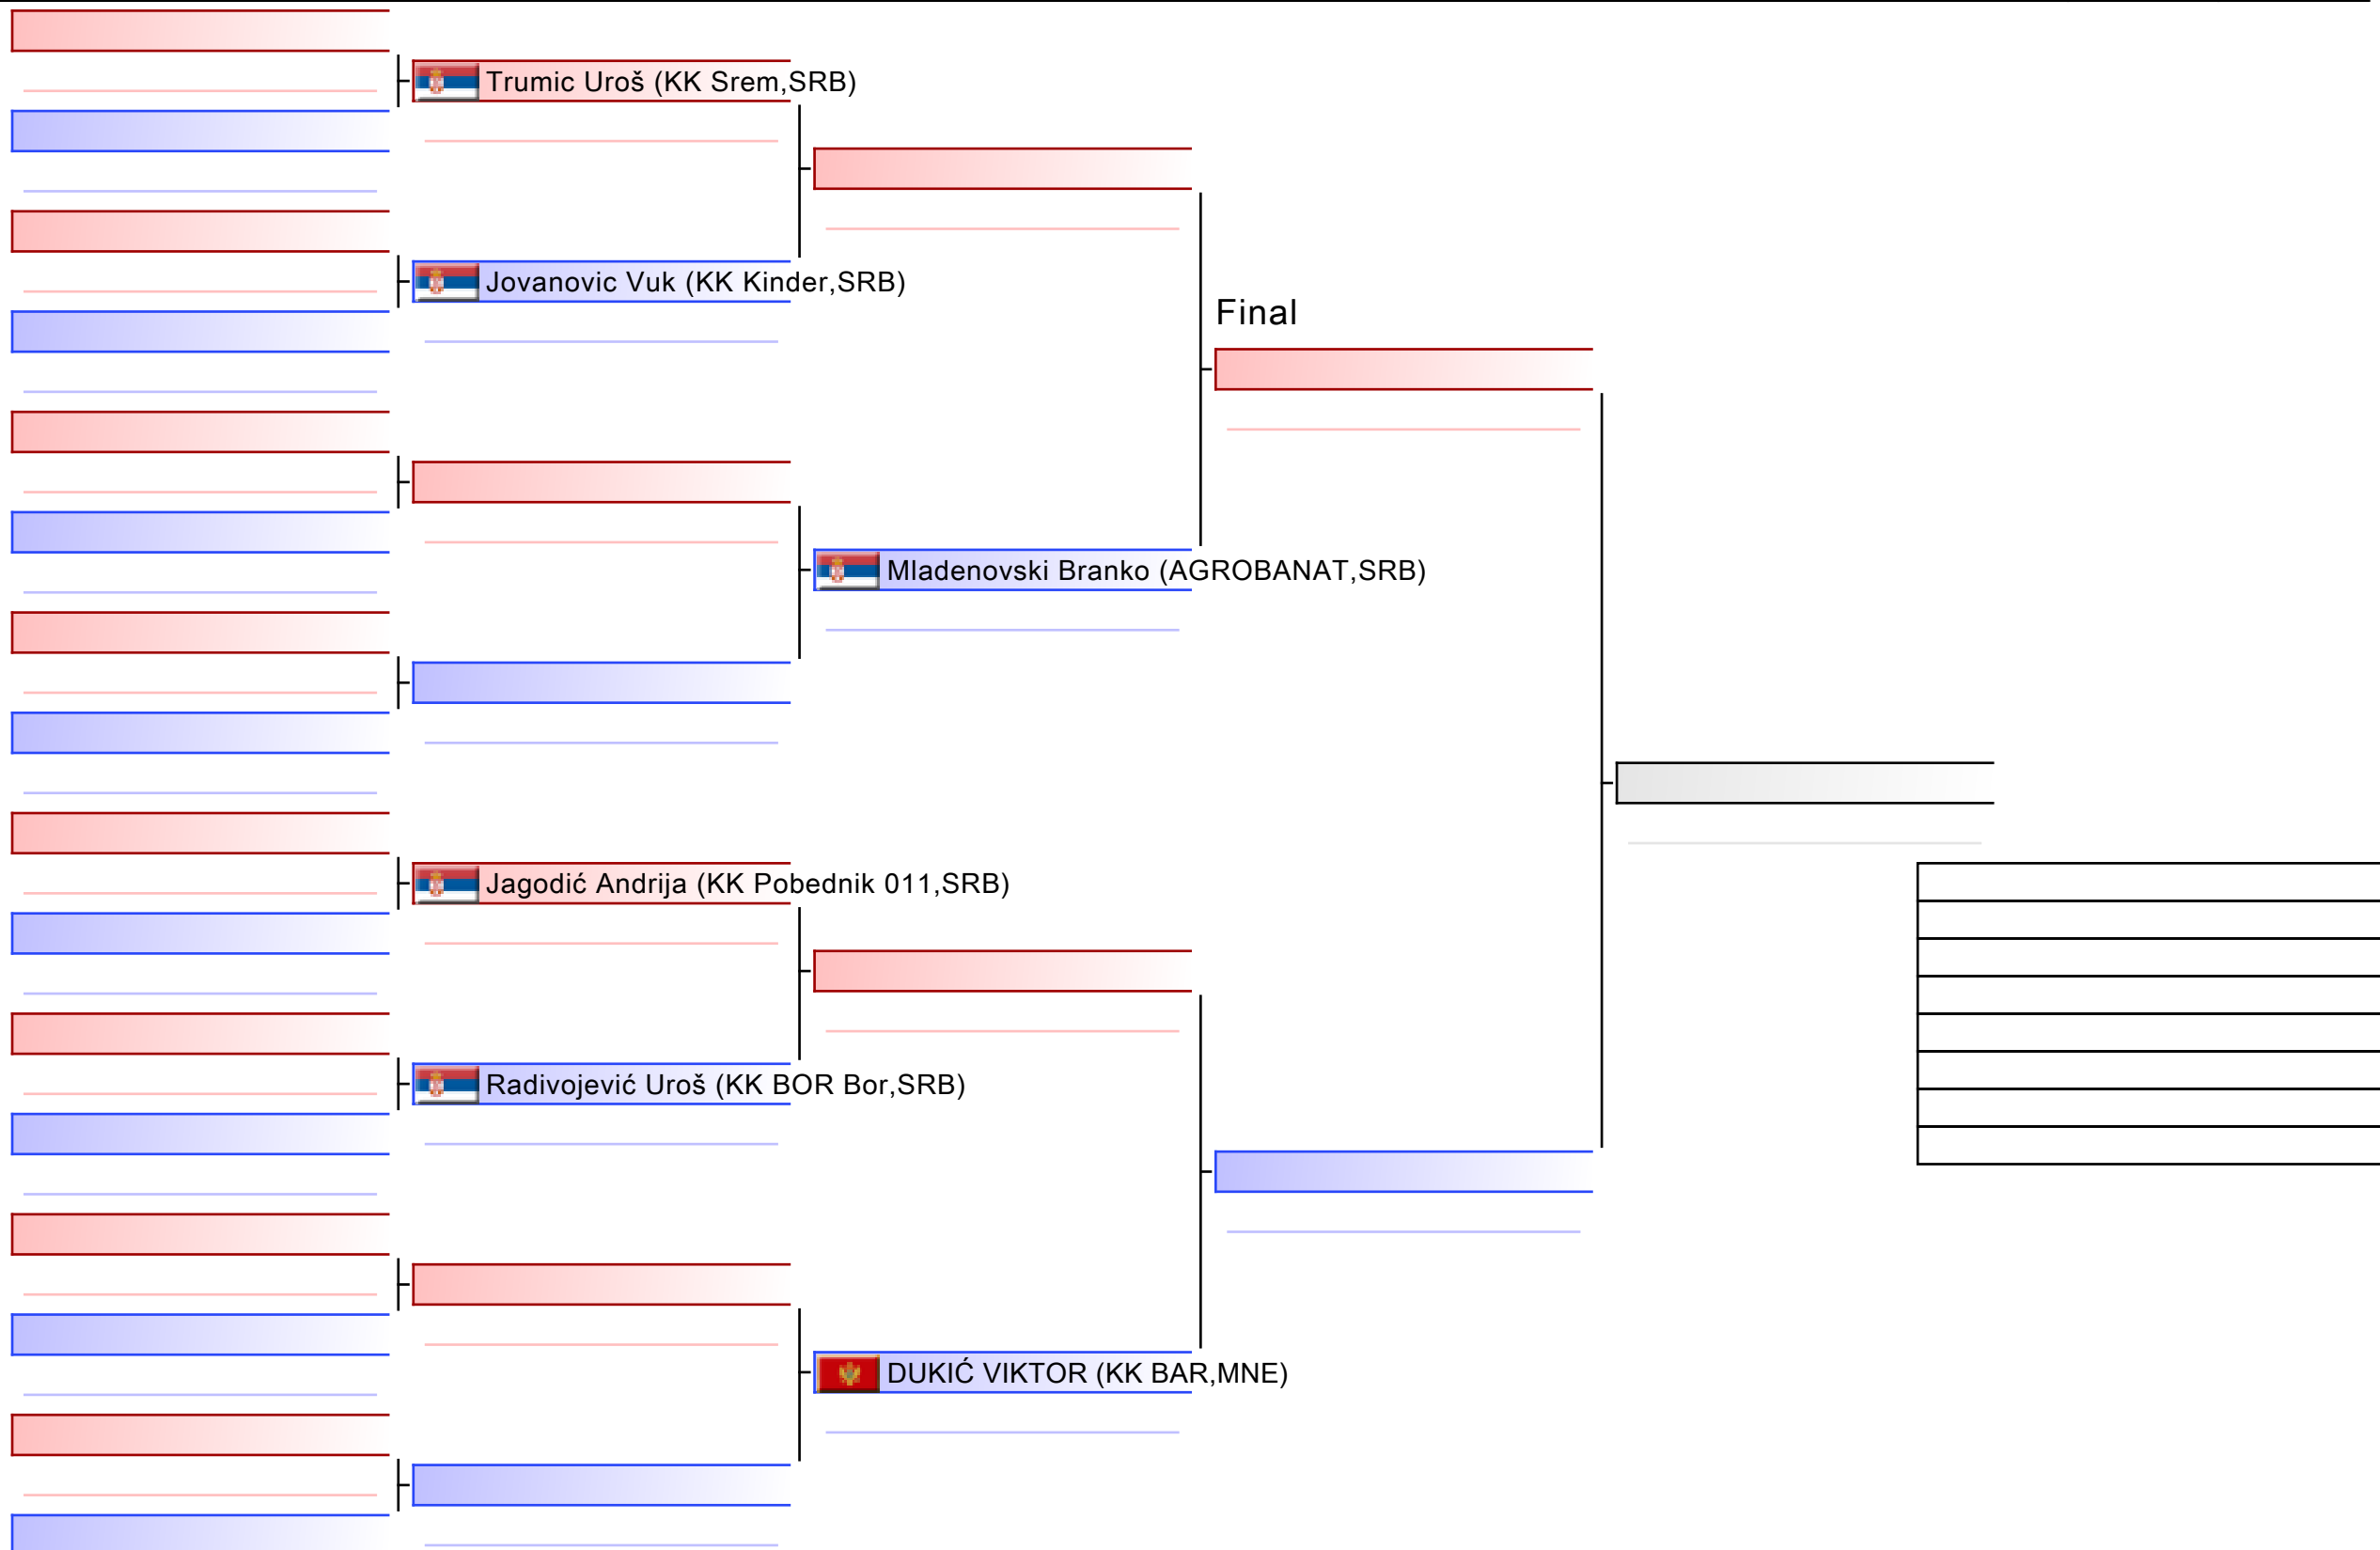 Trumic Uroš (KK Srem,SRB)
Jovanovic Vuk (KK Kinder,SRB)
Final
Mladenovski Branko (AGROBANAT,SRB)
Jagodić Andrija (KK Pobednik 011,SRB)
Radivojević Uroš (KK BOR Bor,SRB)
DUKIĆ VIKTOR (KK BAR,MNE)